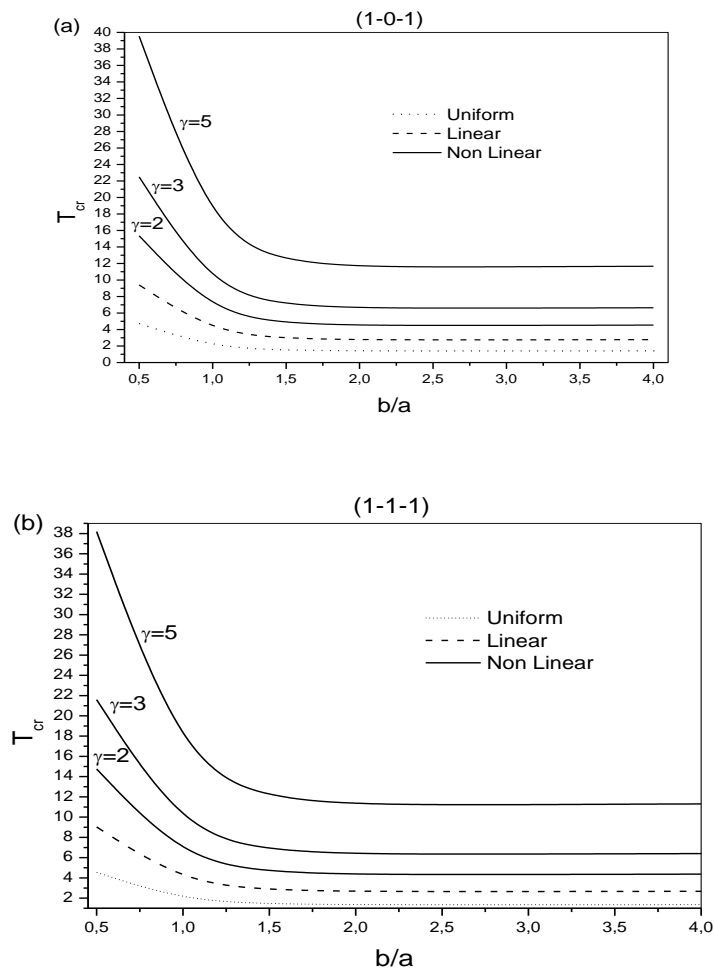 (a)
(1-0-1)
40
38
36
34
32
30
28
26
24
22
20
18
16
14
12
10
8
6
4
2
0
T_cr
γ=5
γ=3
γ=2
Uniform
Linear
Non Linear
0,5 1,0 1,5 2,0 2,5 3,0 3,5 4,0
b/a
(b)
(1-1-1)
38
36
34
32
30
28
26
24
22
20
18
16
14
12
10
8
6
4
2
T_cr
γ=5
γ=3
γ=2
Uniform
Linear
Non Linear
0,5 1,0 1,5 2,0 2,5 3,0 3,5 4,0
b/a